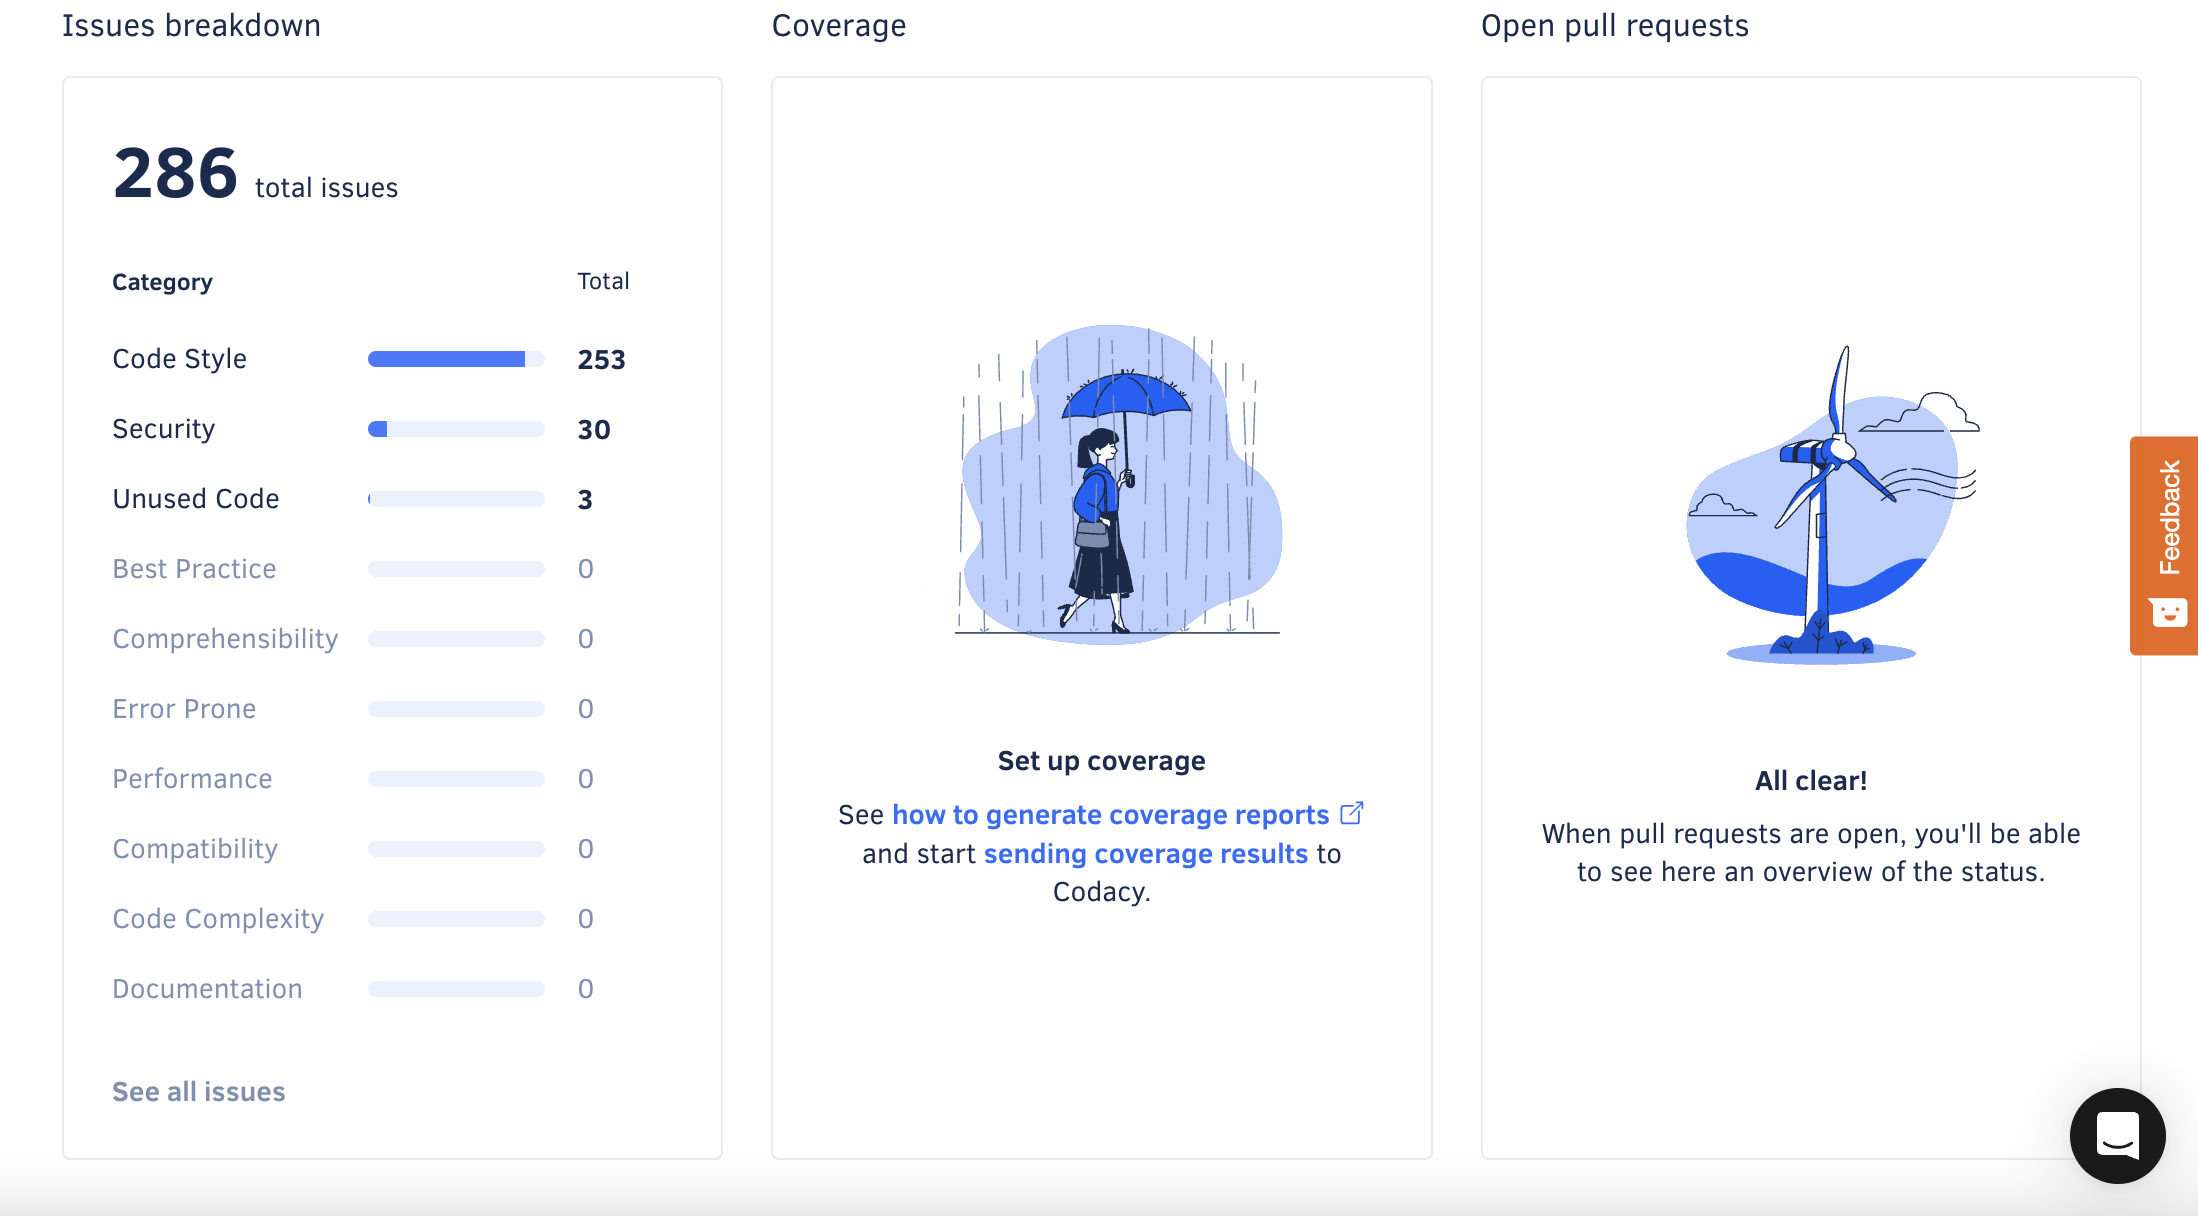 Issues breakdown
286 total issues
Category Total
Code Style 253
Security 30
Unused Code 3
Best Practice 0
Comprehensibility 0
Error Prone 0
Performance 0
Compatibility 0
Code Complexity 0
Documentation 0
See all issues
Coverage
Set up coverage
See how to generate coverage reports
and start sending coverage results to
Codacy.
Open pull requests
All clear!
When pull requests are open, you'll be able
to see here an overview of the status.
Feedback